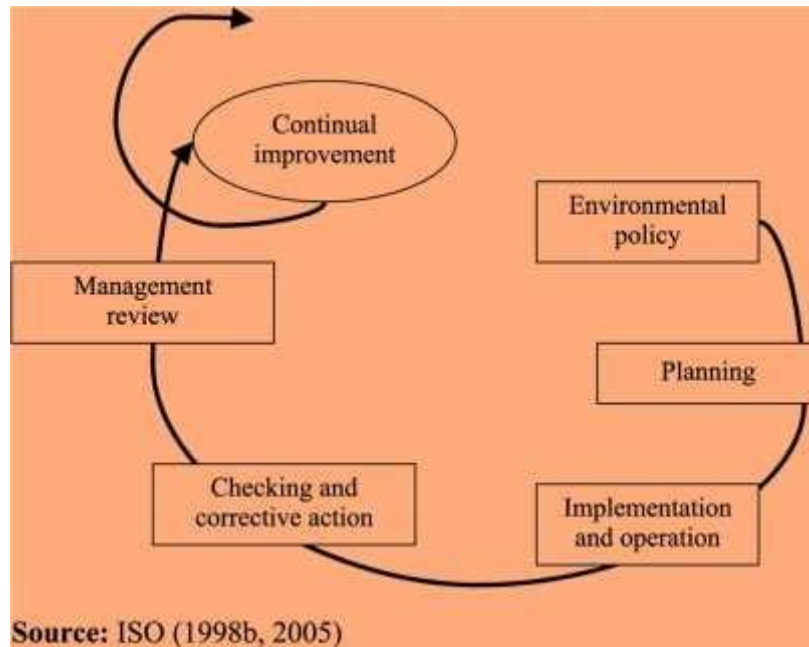 Continual
improvement
Environmental
policy
Management
review
Planning
Checking and
corrective action
Implementation
and operation
Source: ISO (1998b, 2005)